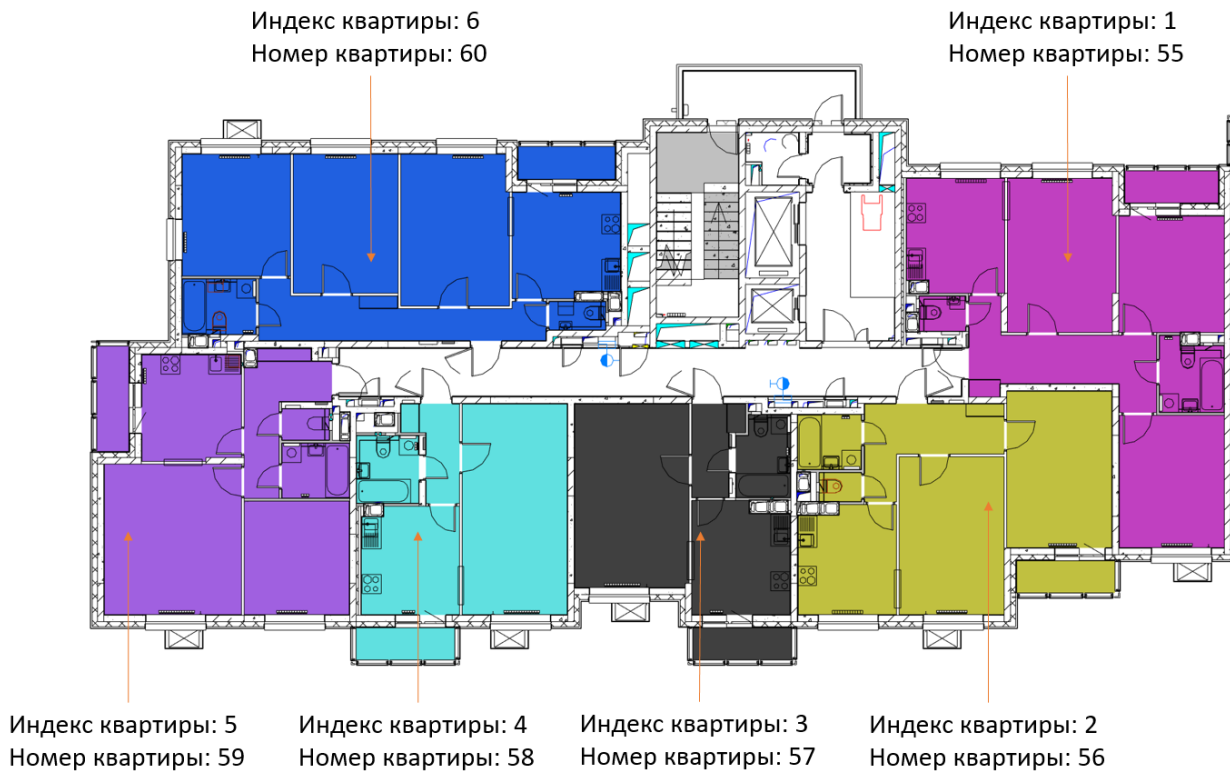 Индекс квартиры: 6
Номер квартиры: 60
Индекс квартиры: 1
Номер квартиры: 55
Индекс квартиры: 5
Номер квартиры: 59
Индекс квартиры: 4
Номер квартиры: 58
Индекс квартиры: 3
Номер квартиры: 57
Индекс квартиры: 2
Номер квартиры: 56